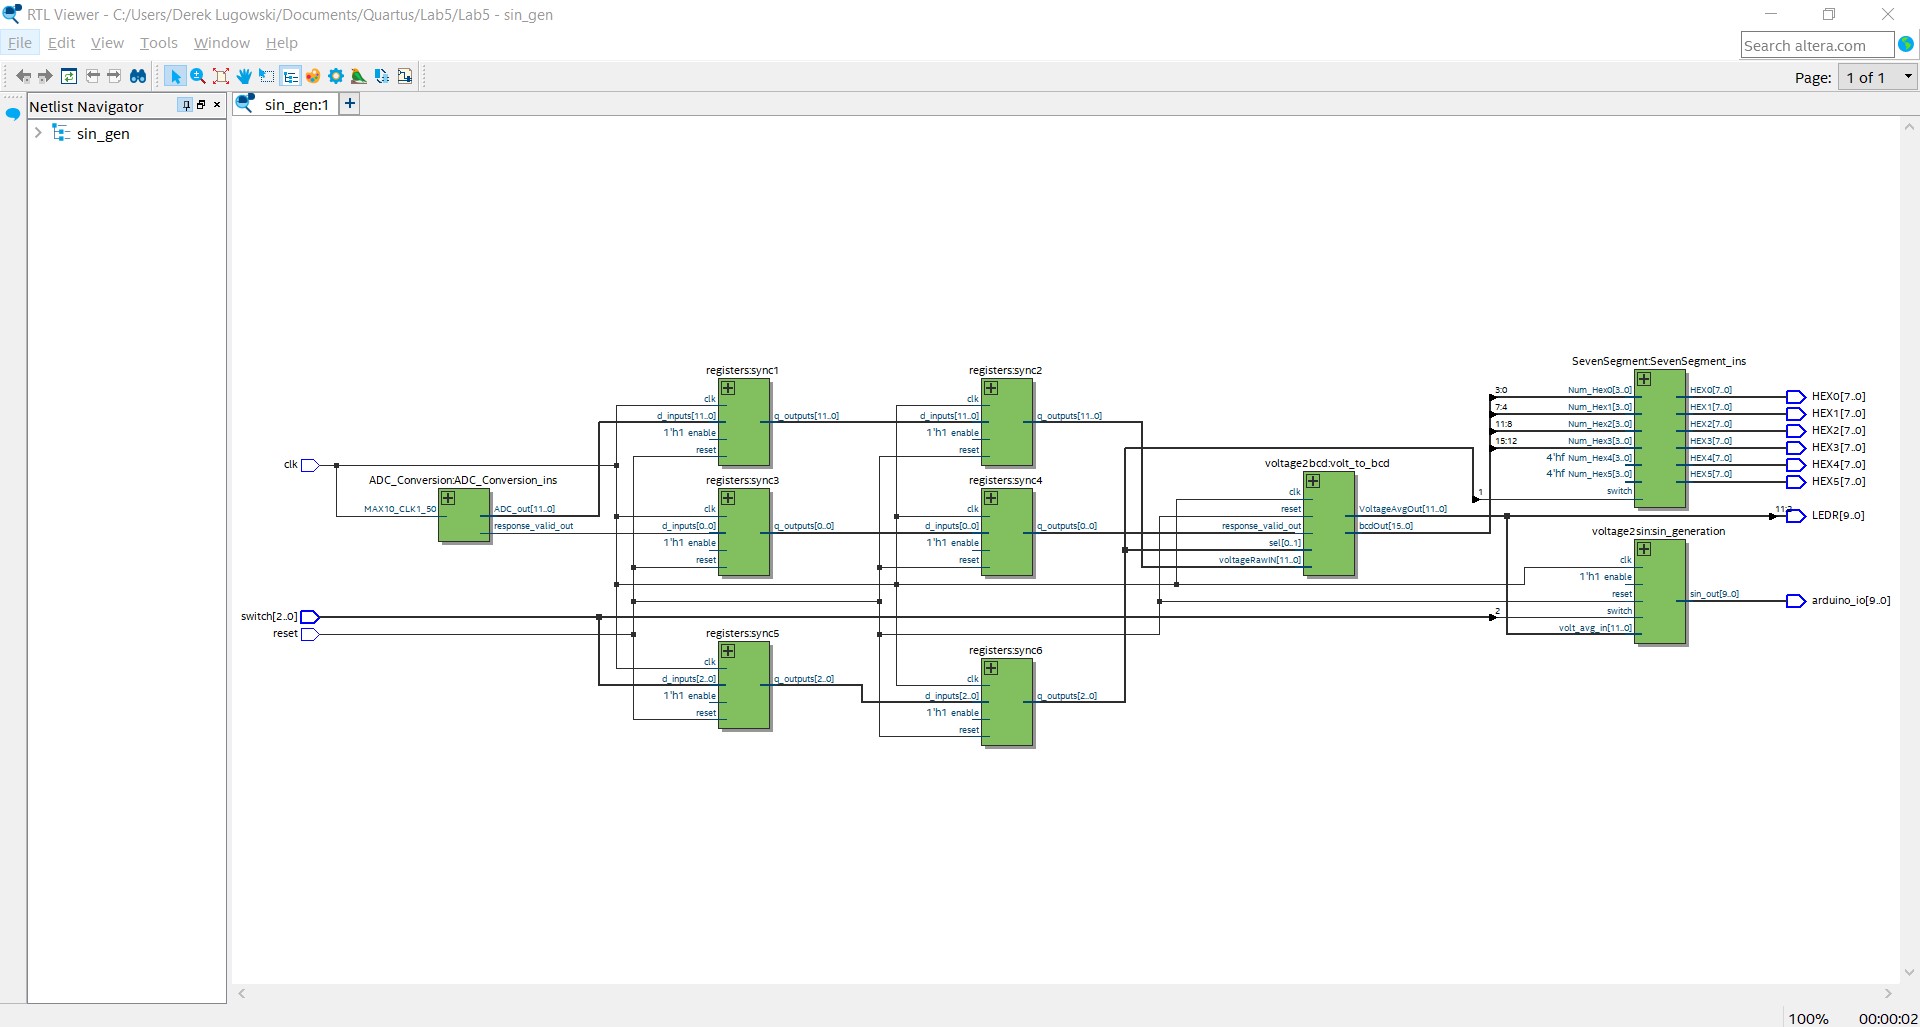 RTL Viewer - C:/Users/Derek Lugowski/Documents/Quartus/Lab5/Lab5 - sin_gen
File Edit View Tools Window Help
Search altera.com
Page: 1 of 1
Netlist Navigator
sin_gen:1
sin_gen
registers:sync1
clk
d_inputs[11..0]
1'h1 enable
reset
q_outputs[11..0]
registers:sync2
clk
d_inputs[11..0]
1'h1 enable
reset
q_outputs[11..0]
SevenSegment:SevenSegment_ins
3:0 Num_Hex0[3..0] HEX0[7..0] HEX0[7..0]
7:4 Num_Hex1[3..0] HEX1[7..0] HEX1[7..0]
11:8 Num_Hex2[3..0] HEX2[7..0] HEX2[7..0]
15:12 Num_Hex3[3..0] HEX3[7..0] HEX3[7..0]
4'hf Num_Hex4[3..0] HEX4[7..0] HEX4[7..0]
4'hf Num_Hex5[3..0] HEX5[7..0] HEX5[7..0]
1 switch
clk
ADC_Conversion:ADC_Conversion_ins
MAX10_CLK1_50 ADC_out[11..0]
response_valid_out
registers:sync3
clk
d_inputs[0..0]
1'h1 enable
reset
q_outputs[0..0]
registers:sync4
clk
d_inputs[0..0]
1'h1 enable
reset
q_outputs[0..0]
voltage2bcd:volt_to_bcd
clk
reset
response_valid_out
sel[0..1]
voltageRawIN[11..0]
VoltageAvgOut[11..0]
bcdOut[15..0]
LEDR[9..0]
voltage2sin:sin_generation
clk
1'h1 enable
reset
2 switch
volt_avg_in[11..0]
sin_out[9..0]
arduino_io[9..0]
switch[2..0]
reset
registers:sync5
clk
d_inputs[2..0]
1'h1 enable
reset
q_outputs[2..0]
registers:sync6
clk
d_inputs[2..0]
1'h1 enable
reset
q_outputs[2..0]
100% 00:00:02